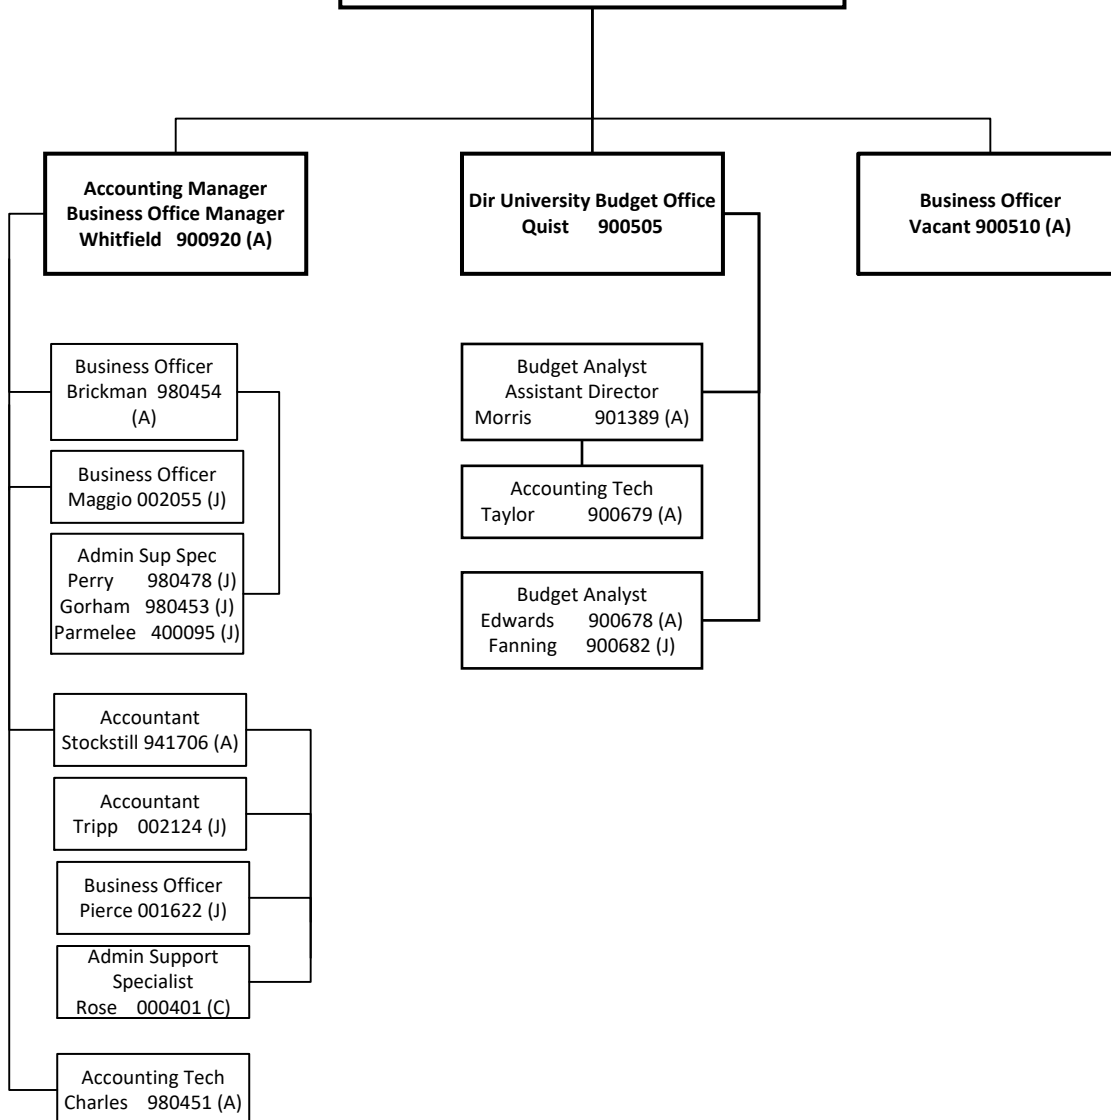 Accounting Manager
Business Office Manager
Whitfield 900920 (A)
Dir University Budget Office
Quist 900505
Business Officer
Vacant 900510 (A)
Business Officer
Brickman 980454
(A)
Business Officer
Maggio 002055 (J)
Admin Sup Spec
Perry 980478 (J)
Gorham 980453 (J)
Parmelee 400095 (J)
Accountant
Stockstill 941706 (A)
Accountant
Tripp 002124 (J)
Business Officer
Pierce 001622 (J)
Admin Support
Specialist
Rose 000401 (C)
Accounting Tech
Charles 980451 (A)
Budget Analyst
Assistant Director
Morris 901389 (A)
Accounting Tech
Taylor 900679 (A)
Budget Analyst
Edwards 900678 (A)
Fanning 900682 (J)